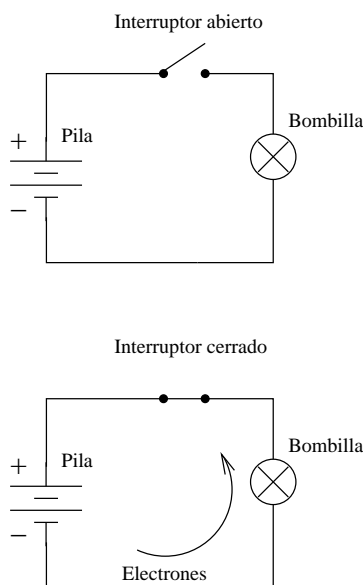 Interruptor abierto
Bombilla
+ Pila
−
Interruptor cerrado
Bombilla
+ Pila
−
Electrones